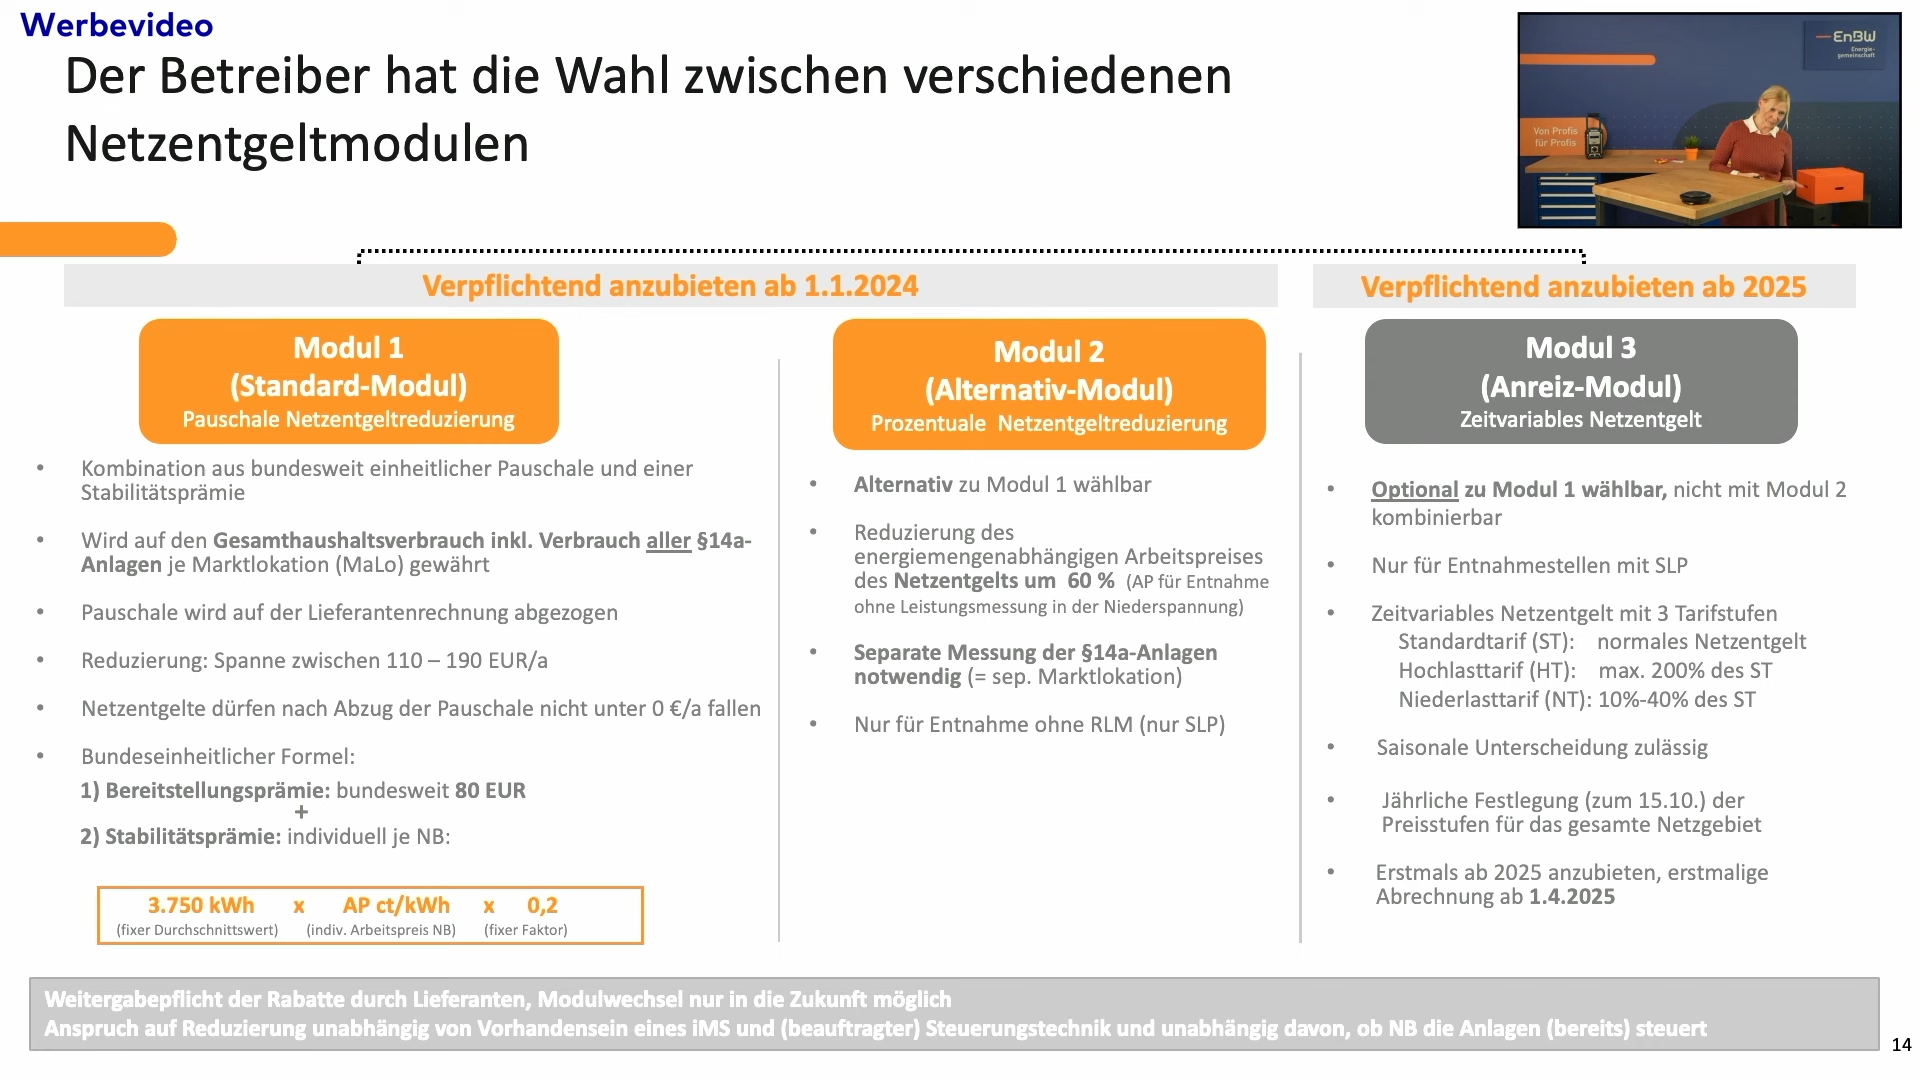 Werbevideo
Der Betreiber hat die Wahl zwischen verschiedenen
Netzentgeltmodulen
EnBW
Energie-
gemeinschaft
Von Profis
für Profis
Verpflichtend anzubieten ab 1.1.2024
Modul 1
(Standard-Modul)
Pauschale Netzentgeltreduzierung
• Kombination aus bundesweit einheitlicher Pauschale und einer
Stabilitätsprämie
• Wird auf den Gesamthaushaltsverbrauch inkl. Verbrauch aller §14a-
Anlagen je Marktlokation (MaLo) gewährt
• Pauschale wird auf der Lieferantenrechnung abgezogen
• Reduzierung: Spanne zwischen 110 – 190 EUR/a
• Netzentgelte dürfen nach Abzug der Pauschale nicht unter 0 €/a fallen
• Bundeseinheitlicher Formel:
1) Bereitstellungsprämie: bundesweit 80 EUR
+
2) Stabilitätsprämie: individuell je NB:
3.750 kWh x AP ct/kWh x 0,2
(fixer Durchschnittswert) (indiv. Arbeitspreis NB) (fixer Faktor)
Modul 2
(Alternativ-Modul)
Prozentuale Netzentgeltreduzierung
• Alternativ zu Modul 1 wählbar
• Reduzierung des
energiemengenabhängigen Arbeitspreises
des Netzentgelts um 60 % (AP für Entnahme
ohne Leistungsmessung in der Niederspannung)
• Separate Messung der §14a-Anlagen
notwendig (= sep. Marktlokation)
• Nur für Entnahme ohne RLM (nur SLP)
Verpflichtend anzubieten ab 2025
Modul 3
(Anreiz-Modul)
Zeitvariables Netzentgelt
• Optional zu Modul 1 wählbar, nicht mit Modul 2
kombinierbar
• Nur für Entnahmestellen mit SLP
• Zeitvariables Netzentgelt mit 3 Tarifstufen
Standardtarif (ST): normales Netzentgelt
Hochlasttarif (HT): max. 200% des ST
Niederlasttarif (NT): 10%-40% des ST
• Saisonale Unterscheidung zulässig
• Jährliche Festlegung (zum 15.10.) der
Preisstufen für das gesamte Netzgebiet
• Erstmals ab 2025 anzubieten, erstmalige
Abrechnung ab 1.4.2025
Weitergabepflicht der Rabatte durch Lieferanten, Modulwechsel nur in die Zukunft möglich
Anspruch auf Reduzierung unabhängig von Vorhandensein eines iMS und (beauftragter) Steuerungstechnik und unabhängig davon, ob NB die Anlagen (bereits) steuert
14